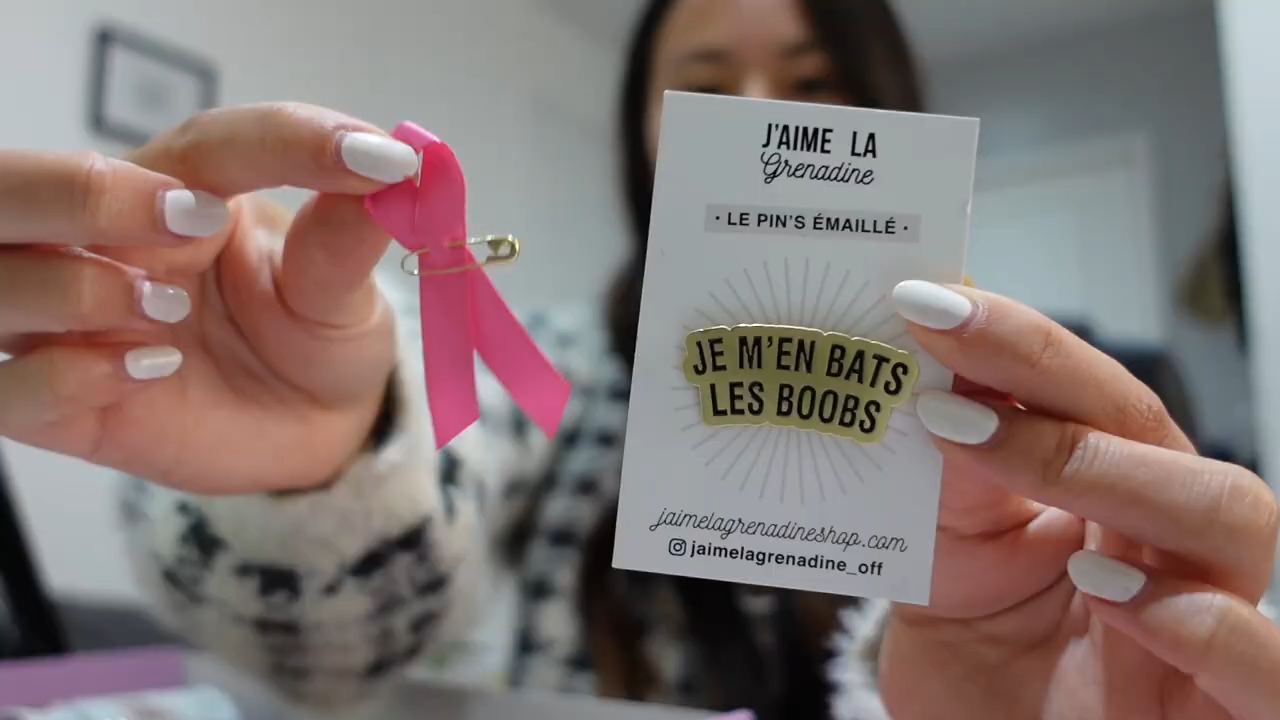 J'AIME LA
Grenadine
· LE PIN'S ÉMAILLÉ ·
JE M'EN BATS
LES BOOBS
jaimelagrenadineshop.com
jaimelagrenadine_off